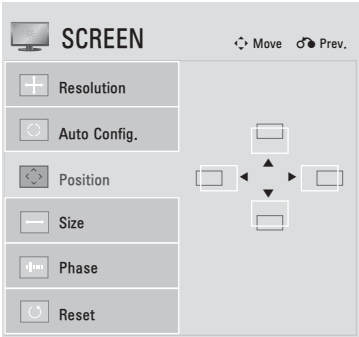 SCREEN
Move Prev.
Resolution
Auto Config.
Position
Size
Phase
Reset